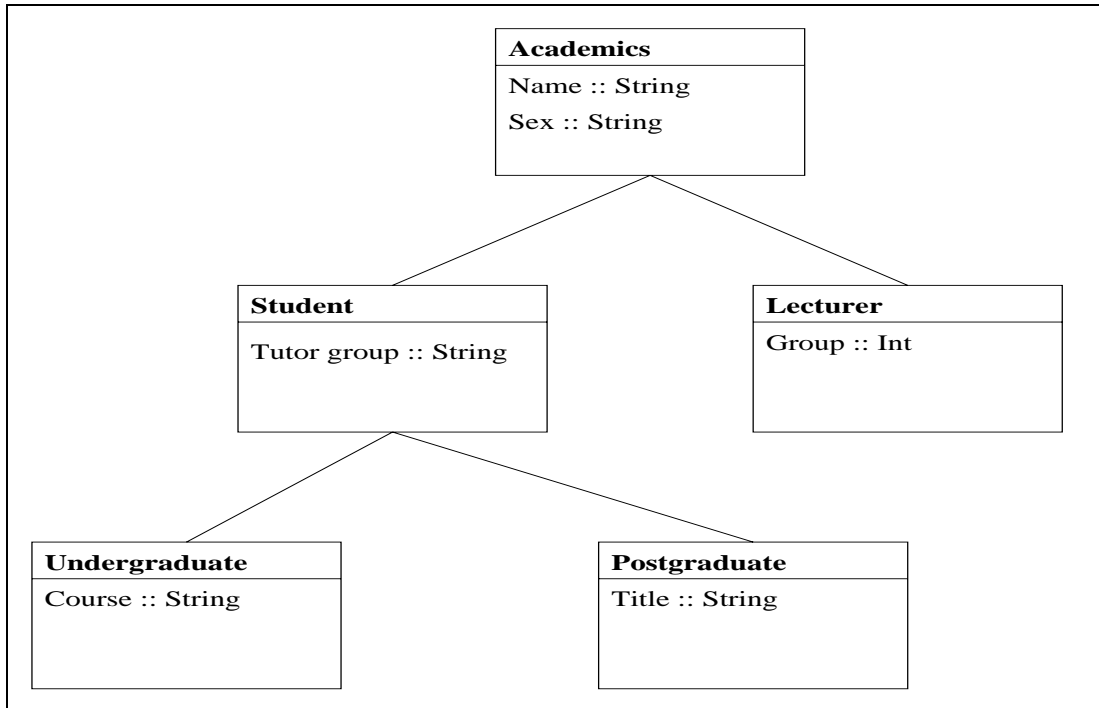 Academics
Name :: String
Sex :: String
Student
Tutor group :: String
Lecturer
Group :: Int
Undergraduate
Course :: String
Postgraduate
Title :: String